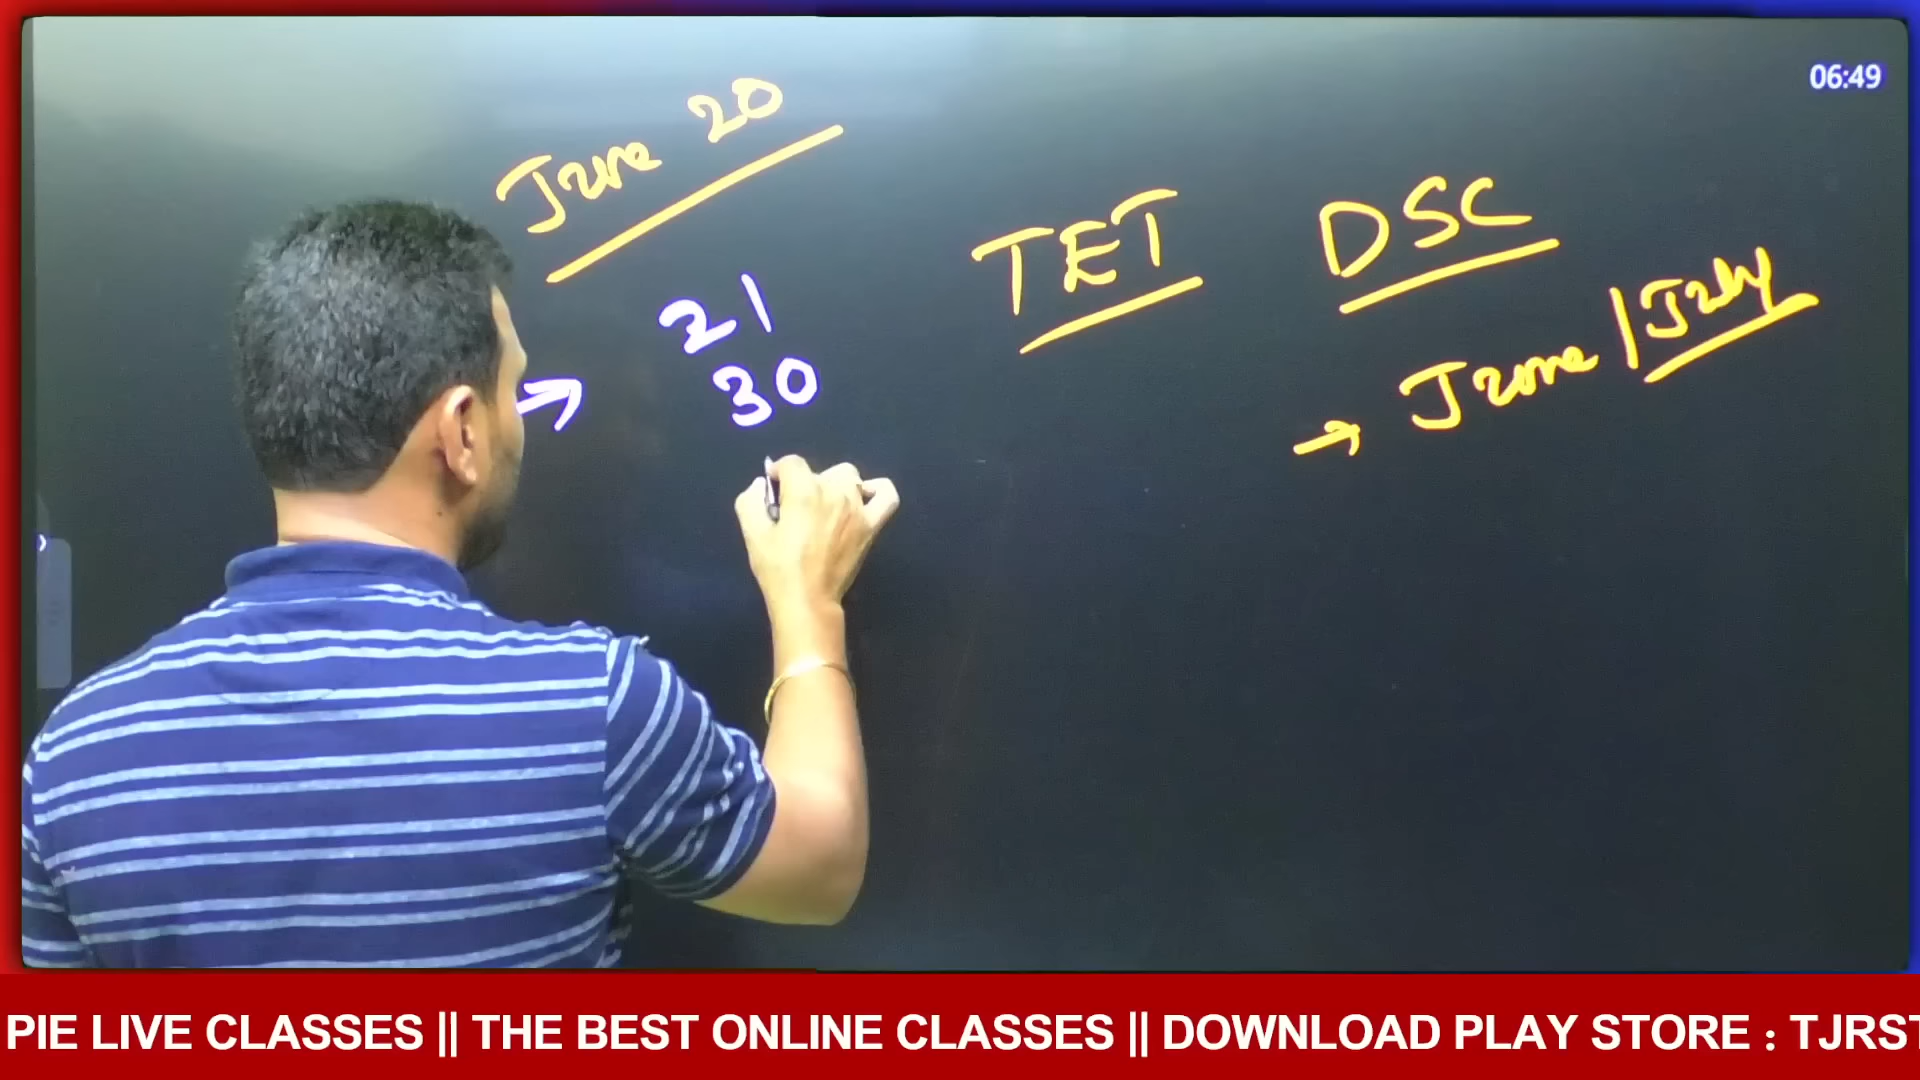 06:49
June 20
TET DSC
→ June / July
21
→ 30
PIE LIVE CLASSES || THE BEST ONLINE CLASSES || DOWNLOAD PLAY STORE : TJRST